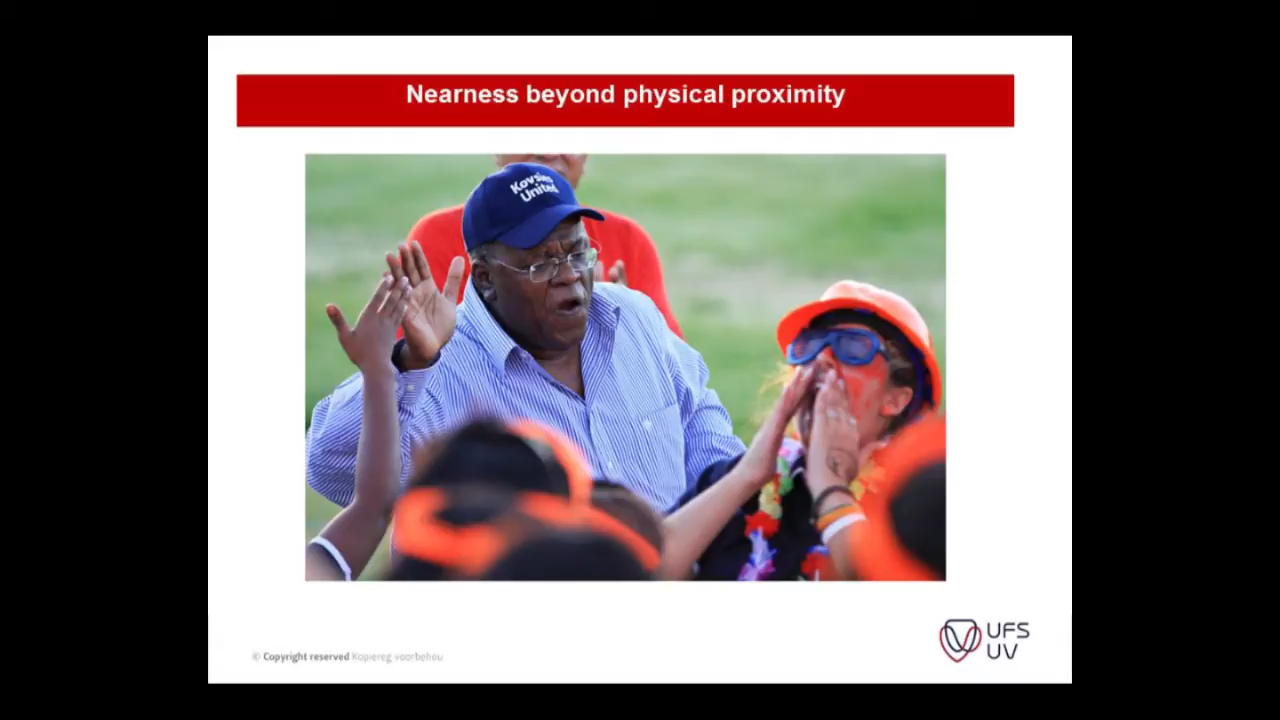 Nearness beyond physical proximity
Kovsies
United
© Copyright reserved Kopiereg voorbehou
UFS
UV